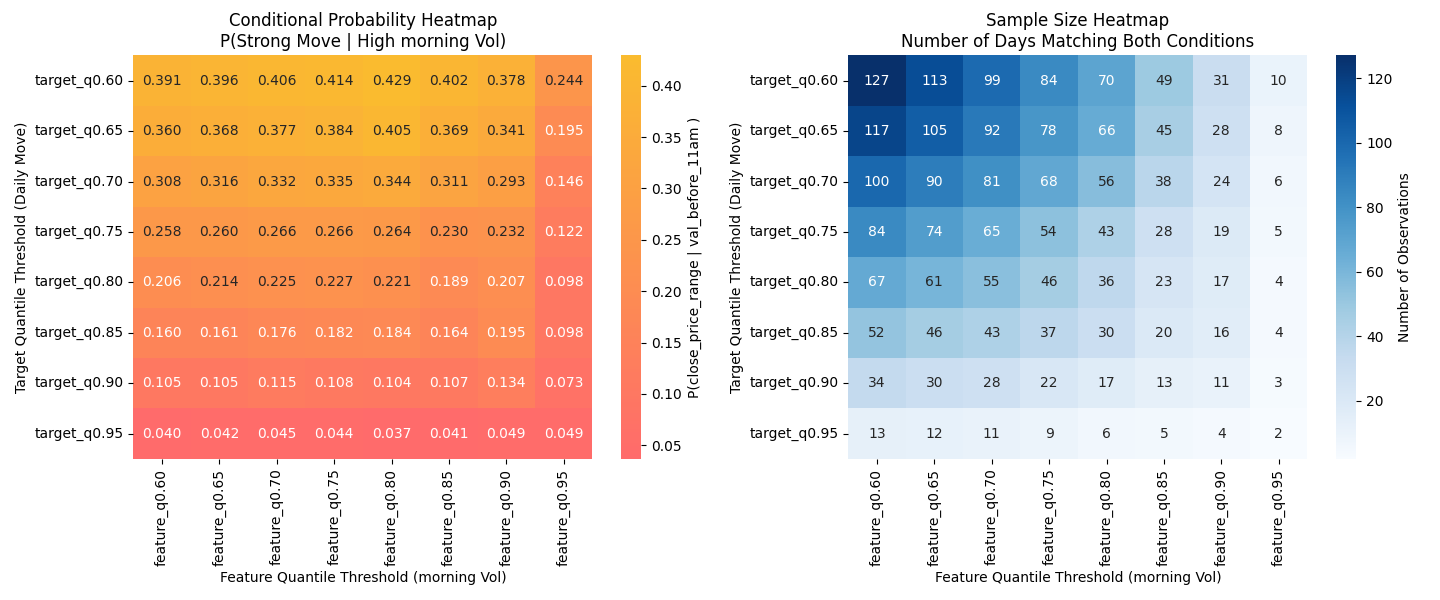 Conditional Probability Heatmap
P(Strong Move | High morning Vol)
Target Quantile Threshold (Daily Move)
target_q0.60 0.391 0.396 0.406 0.414 0.429 0.402 0.378 0.244
target_q0.65 0.360 0.368 0.377 0.384 0.405 0.369 0.341 0.195
target_q0.70 0.308 0.316 0.332 0.335 0.344 0.311 0.293 0.146
target_q0.75 0.258 0.260 0.266 0.266 0.264 0.230 0.232 0.122
target_q0.80 0.206 0.214 0.225 0.227 0.221 0.189 0.207 0.098
target_q0.85 0.160 0.161 0.176 0.182 0.184 0.164 0.195 0.098
target_q0.90 0.105 0.105 0.115 0.108 0.104 0.107 0.134 0.073
target_q0.95 0.040 0.042 0.045 0.044 0.037 0.041 0.049 0.049
feature_q0.60 feature_q0.65 feature_q0.70 feature_q0.75 feature_q0.80 feature_q0.85 feature_q0.90 feature_q0.95
Feature Quantile Threshold (morning Vol)
0.40
0.35
0.30
0.25
0.20
0.15
0.10
0.05
P(close_price_range | val_before_11am )
Sample Size Heatmap
Number of Days Matching Both Conditions
Target Quantile Threshold (Daily Move)
target_q0.60 127 113 99 84 70 49 31 10
target_q0.65 117 105 92 78 66 45 28 8
target_q0.70 100 90 81 68 56 38 24 6
target_q0.75 84 74 65 54 43 28 19 5
target_q0.80 67 61 55 46 36 23 17 4
target_q0.85 52 46 43 37 30 20 16 4
target_q0.90 34 30 28 22 17 13 11 3
target_q0.95 13 12 11 9 6 5 4 2
feature_q0.60 feature_q0.65 feature_q0.70 feature_q0.75 feature_q0.80 feature_q0.85 feature_q0.90 feature_q0.95
Feature Quantile Threshold (morning Vol)
120
100
80
60
40
20
Number of Observations